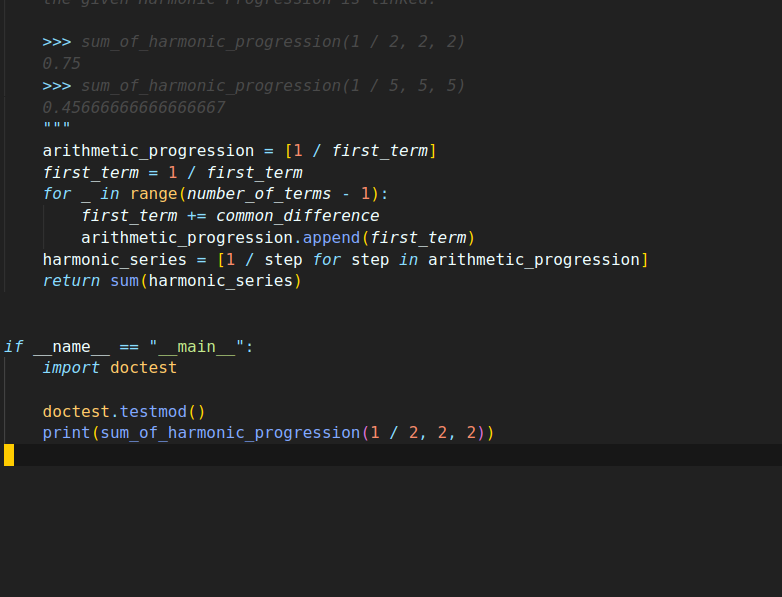 the given Harmonic Progression is linked.
>>> sum_of_harmonic_progression(1 / 2, 2, 2)
0.75
>>> sum_of_harmonic_progression(1 / 5, 5, 5)
0.45666666666666667
"""
arithmetic_progression = [1 / first_term]
first_term = 1 / first_term
for _ in range(number_of_terms - 1):
first_term += common_difference
arithmetic_progression.append(first_term)
harmonic_series = [1 / step for step in arithmetic_progression]
return sum(harmonic_series)
if __name__ == "__main__":
import doctest
doctest.testmod()
print(sum_of_harmonic_progression(1 / 2, 2, 2))